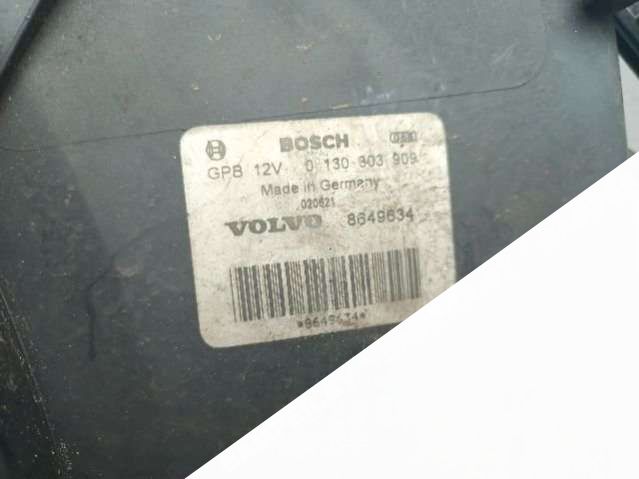 BOSCH
GPB 12V 0 130 303 909
Made in Germany
020621
VOLVO 8649634
*8649634*